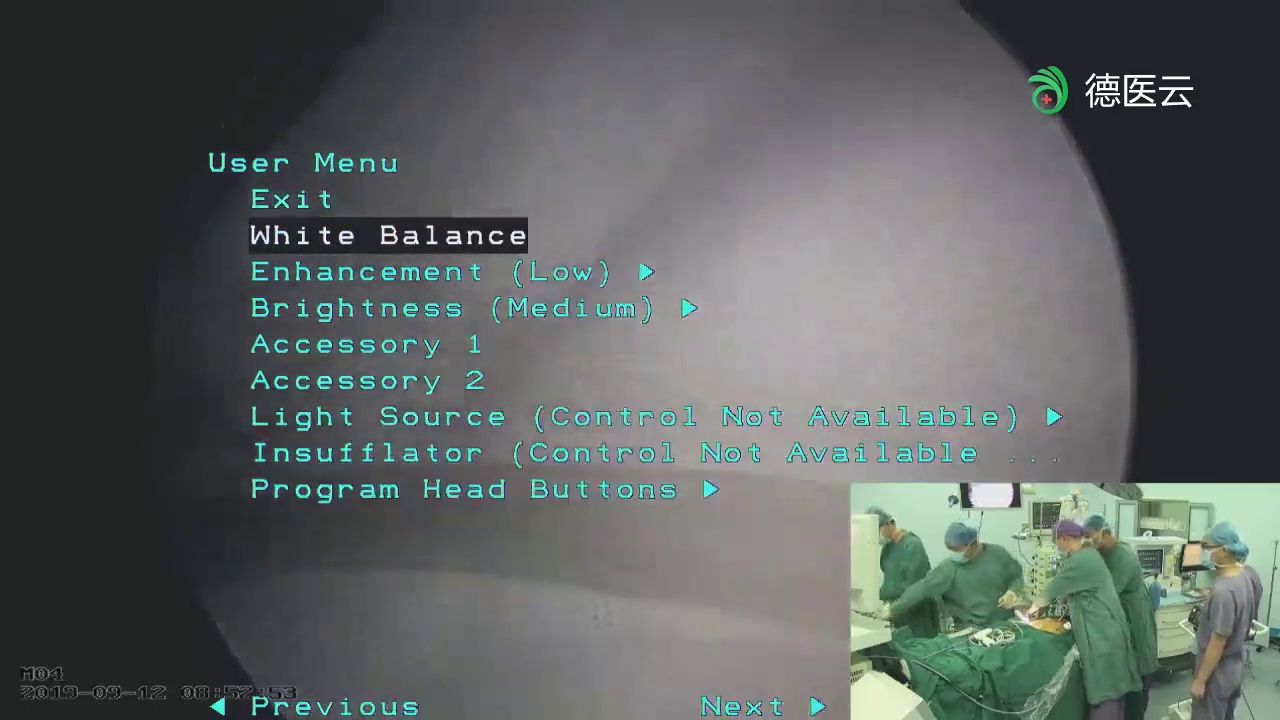 德医云
User Menu
Exit
White Balance
Enhancement (Low) ▶
Brightness (Medium) ▶
Accessory 1
Accessory 2
Light Source (Control Not Available) ▶
Insufflator (Control Not Available ...
Program Head Buttons ▶
M04
2019-09-12 08:52:53
◀ Previous
Next ▶